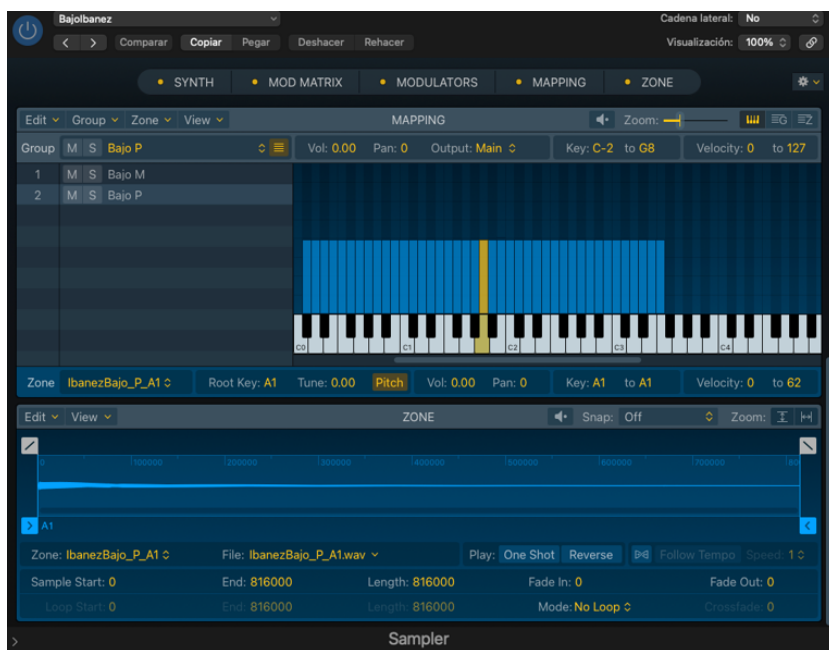 BajoIbanez
Cadena lateral: No
Comparar Copiar Pegar Deshacer Rehacer Visualización: 100%
SYNTH MOD MATRIX MODULATORS MAPPING ZONE
Edit Group Zone View MAPPING Zoom:
Group M S Bajo P Vol: 0.00 Pan: 0 Output: Main Key: C-2 to G8 Velocity: 0 to 127
1 M S Bajo M
2 M S Bajo P
C0 C1 C2 C3 C4
Zone IbanezBajo_P_A1 Root Key: A1 Tune: 0.00 Pitch Vol: 0.00 Pan: 0 Key: A1 to A1 Velocity: 0 to 62
Edit View ZONE Snap: Off Zoom:
0 100000 200000 300000 400000 500000 600000 700000 80
A1
Zone: IbanezBajo_P_A1 File: IbanezBajo_P_A1.wav Play: One Shot Reverse Follow Tempo Speed: 1
Sample Start: 0 End: 816000 Length: 816000 Fade In: 0 Fade Out: 0
Loop Start: 0 End: 816000 Length: 816000 Mode: No Loop Crossfade: 0
Sampler